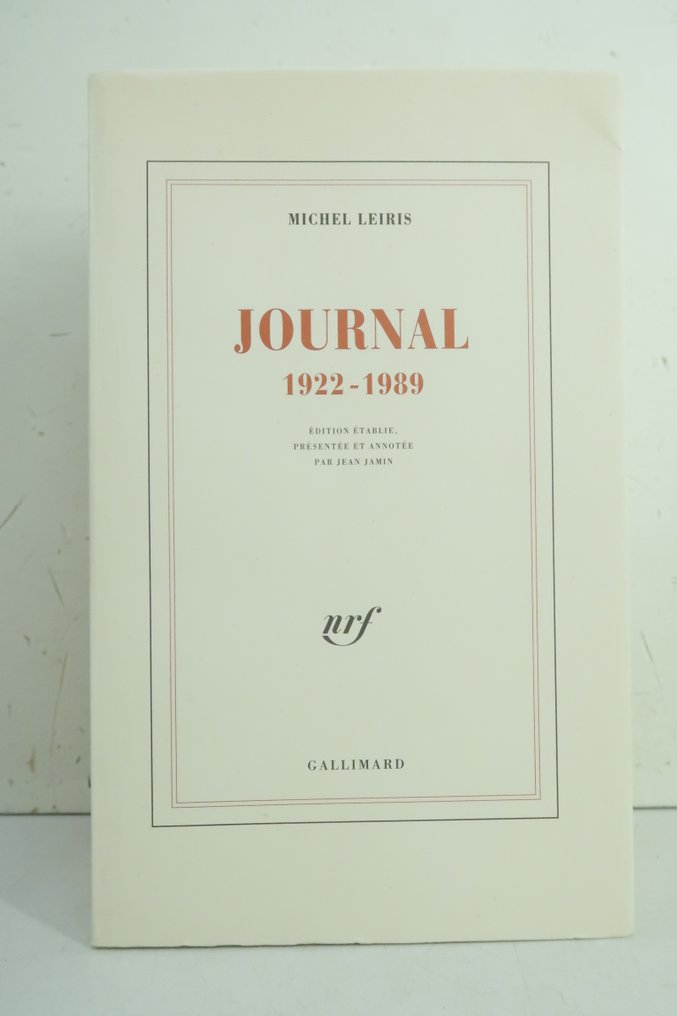 MICHEL LEIRIS
JOURNAL
1922-1989
ÉDITION ÉTABLIE,
PRÉSENTÉE ET ANNOTÉE
PAR JEAN JAMIN
nrf
GALLIMARD